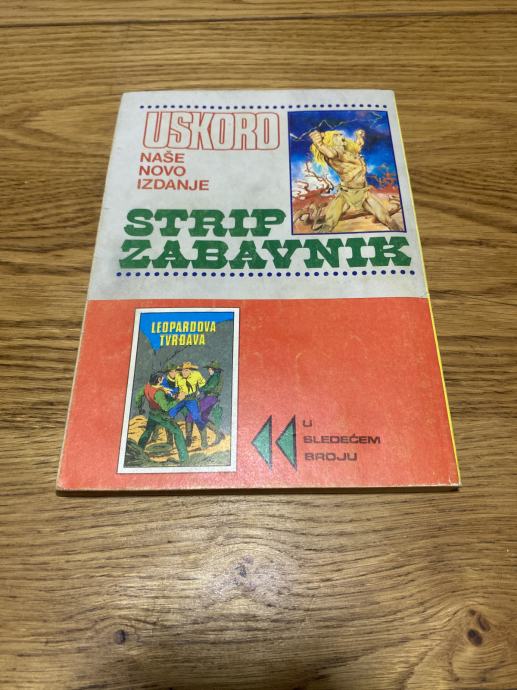 USKORO
NAŠE
NOVO
IZDANJE
STRIP
ZABAVNIK
LEOPARDOVA
TVRĐAVA
U
SLEDEĆEM
BROJU